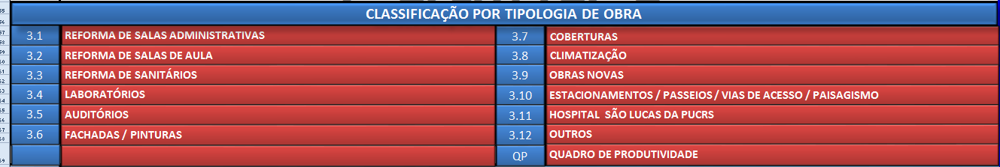 CLASSIFICAÇÃO POR TIPOLOGIA DE OBRA
3.1 REFORMA DE SALAS ADMINISTRATIVAS 3.7 COBERTURAS
3.2 REFORMA DE SALAS DE AULA 3.8 CLIMATIZAÇÃO
3.3 REFORMA DE SANITÁRIOS 3.9 OBRAS NOVAS
3.4 LABORATÓRIOS 3.10 ESTACIONAMENTOS / PASSEIOS / VIAS DE ACESSO / PAISAGISMO
3.5 AUDITÓRIOS 3.11 HOSPITAL SÃO LUCAS DA PUCRS
3.6 FACHADAS / PINTURAS 3.12 OUTROS
QP QUADRO DE PRODUTIVIDADE